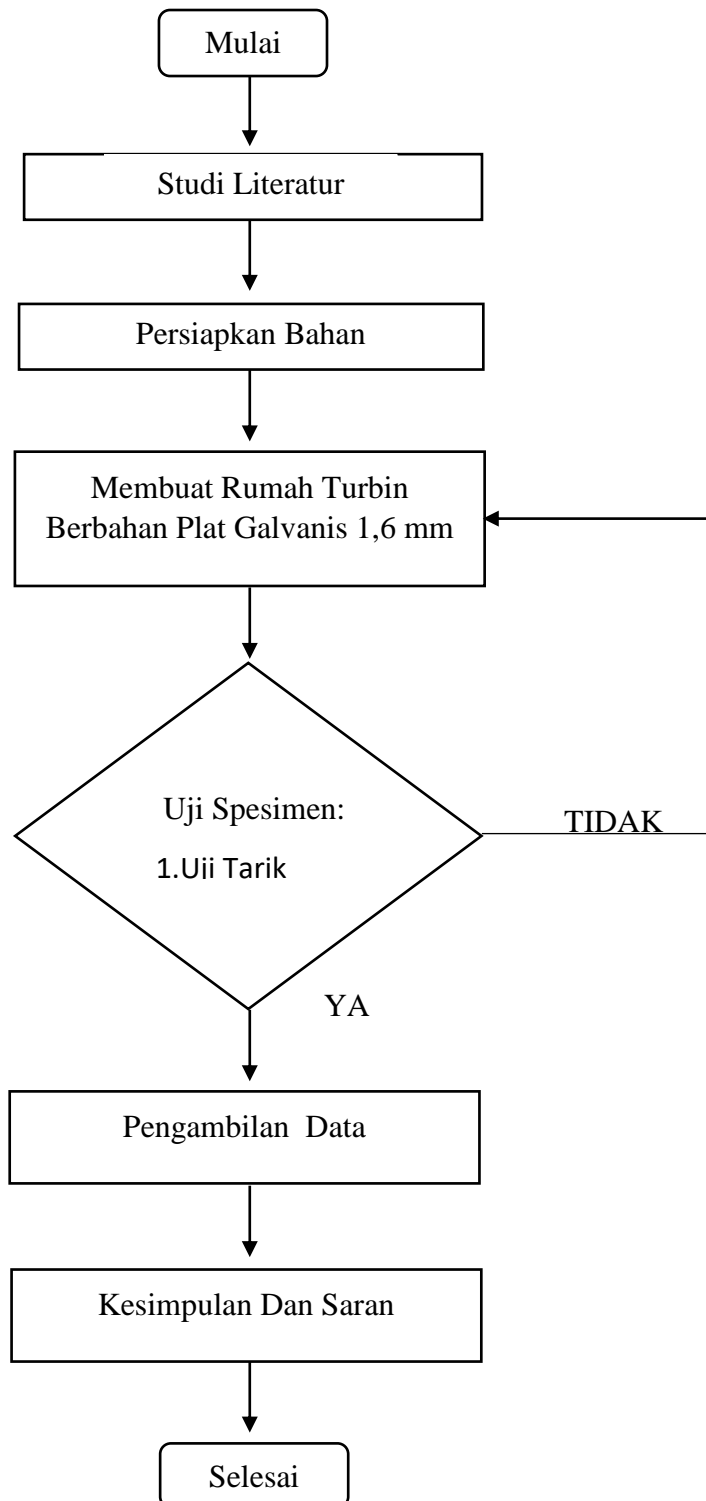 Mulai
Studi Literatur
Persiapkan Bahan
Membuat Rumah Turbin
Berbahan Plat Galvanis 1,6 mm
Uji Spesimen:
TIDAK
1.Uji Tarik
YA
Pengambilan Data
Kesimpulan Dan Saran
Selesai